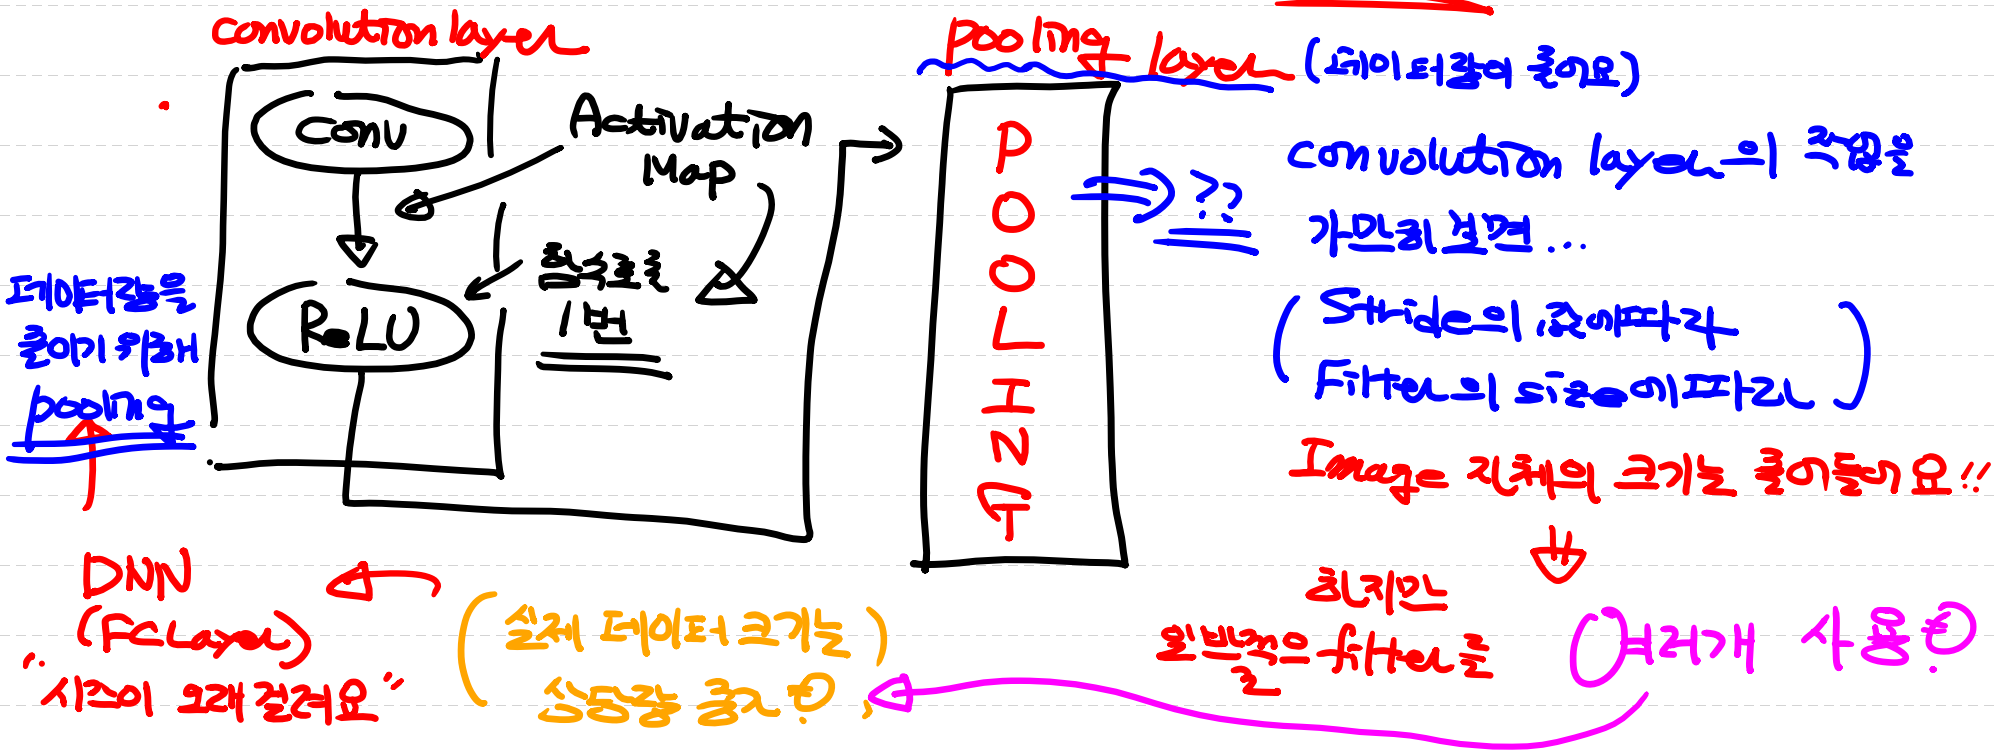 convolution layer
conv
Activation
Map
ReLU
함수를
1번
데이터량을
줄이기 위해
pooling
pooling layer (데이터량이 줄어요)
POOLING
??
convolution layer의 작업을
가만히 보면...
(Stride의 값에 따라
Filter의 size에 따라)
Image 자체의 크기는 줄어들어요!!
하지만
일반적으로 filter를
여러개 사용
(실제 데이터 크기는
상당량 증가
DNN
(FC Layer)
"시간이 오래걸려요"